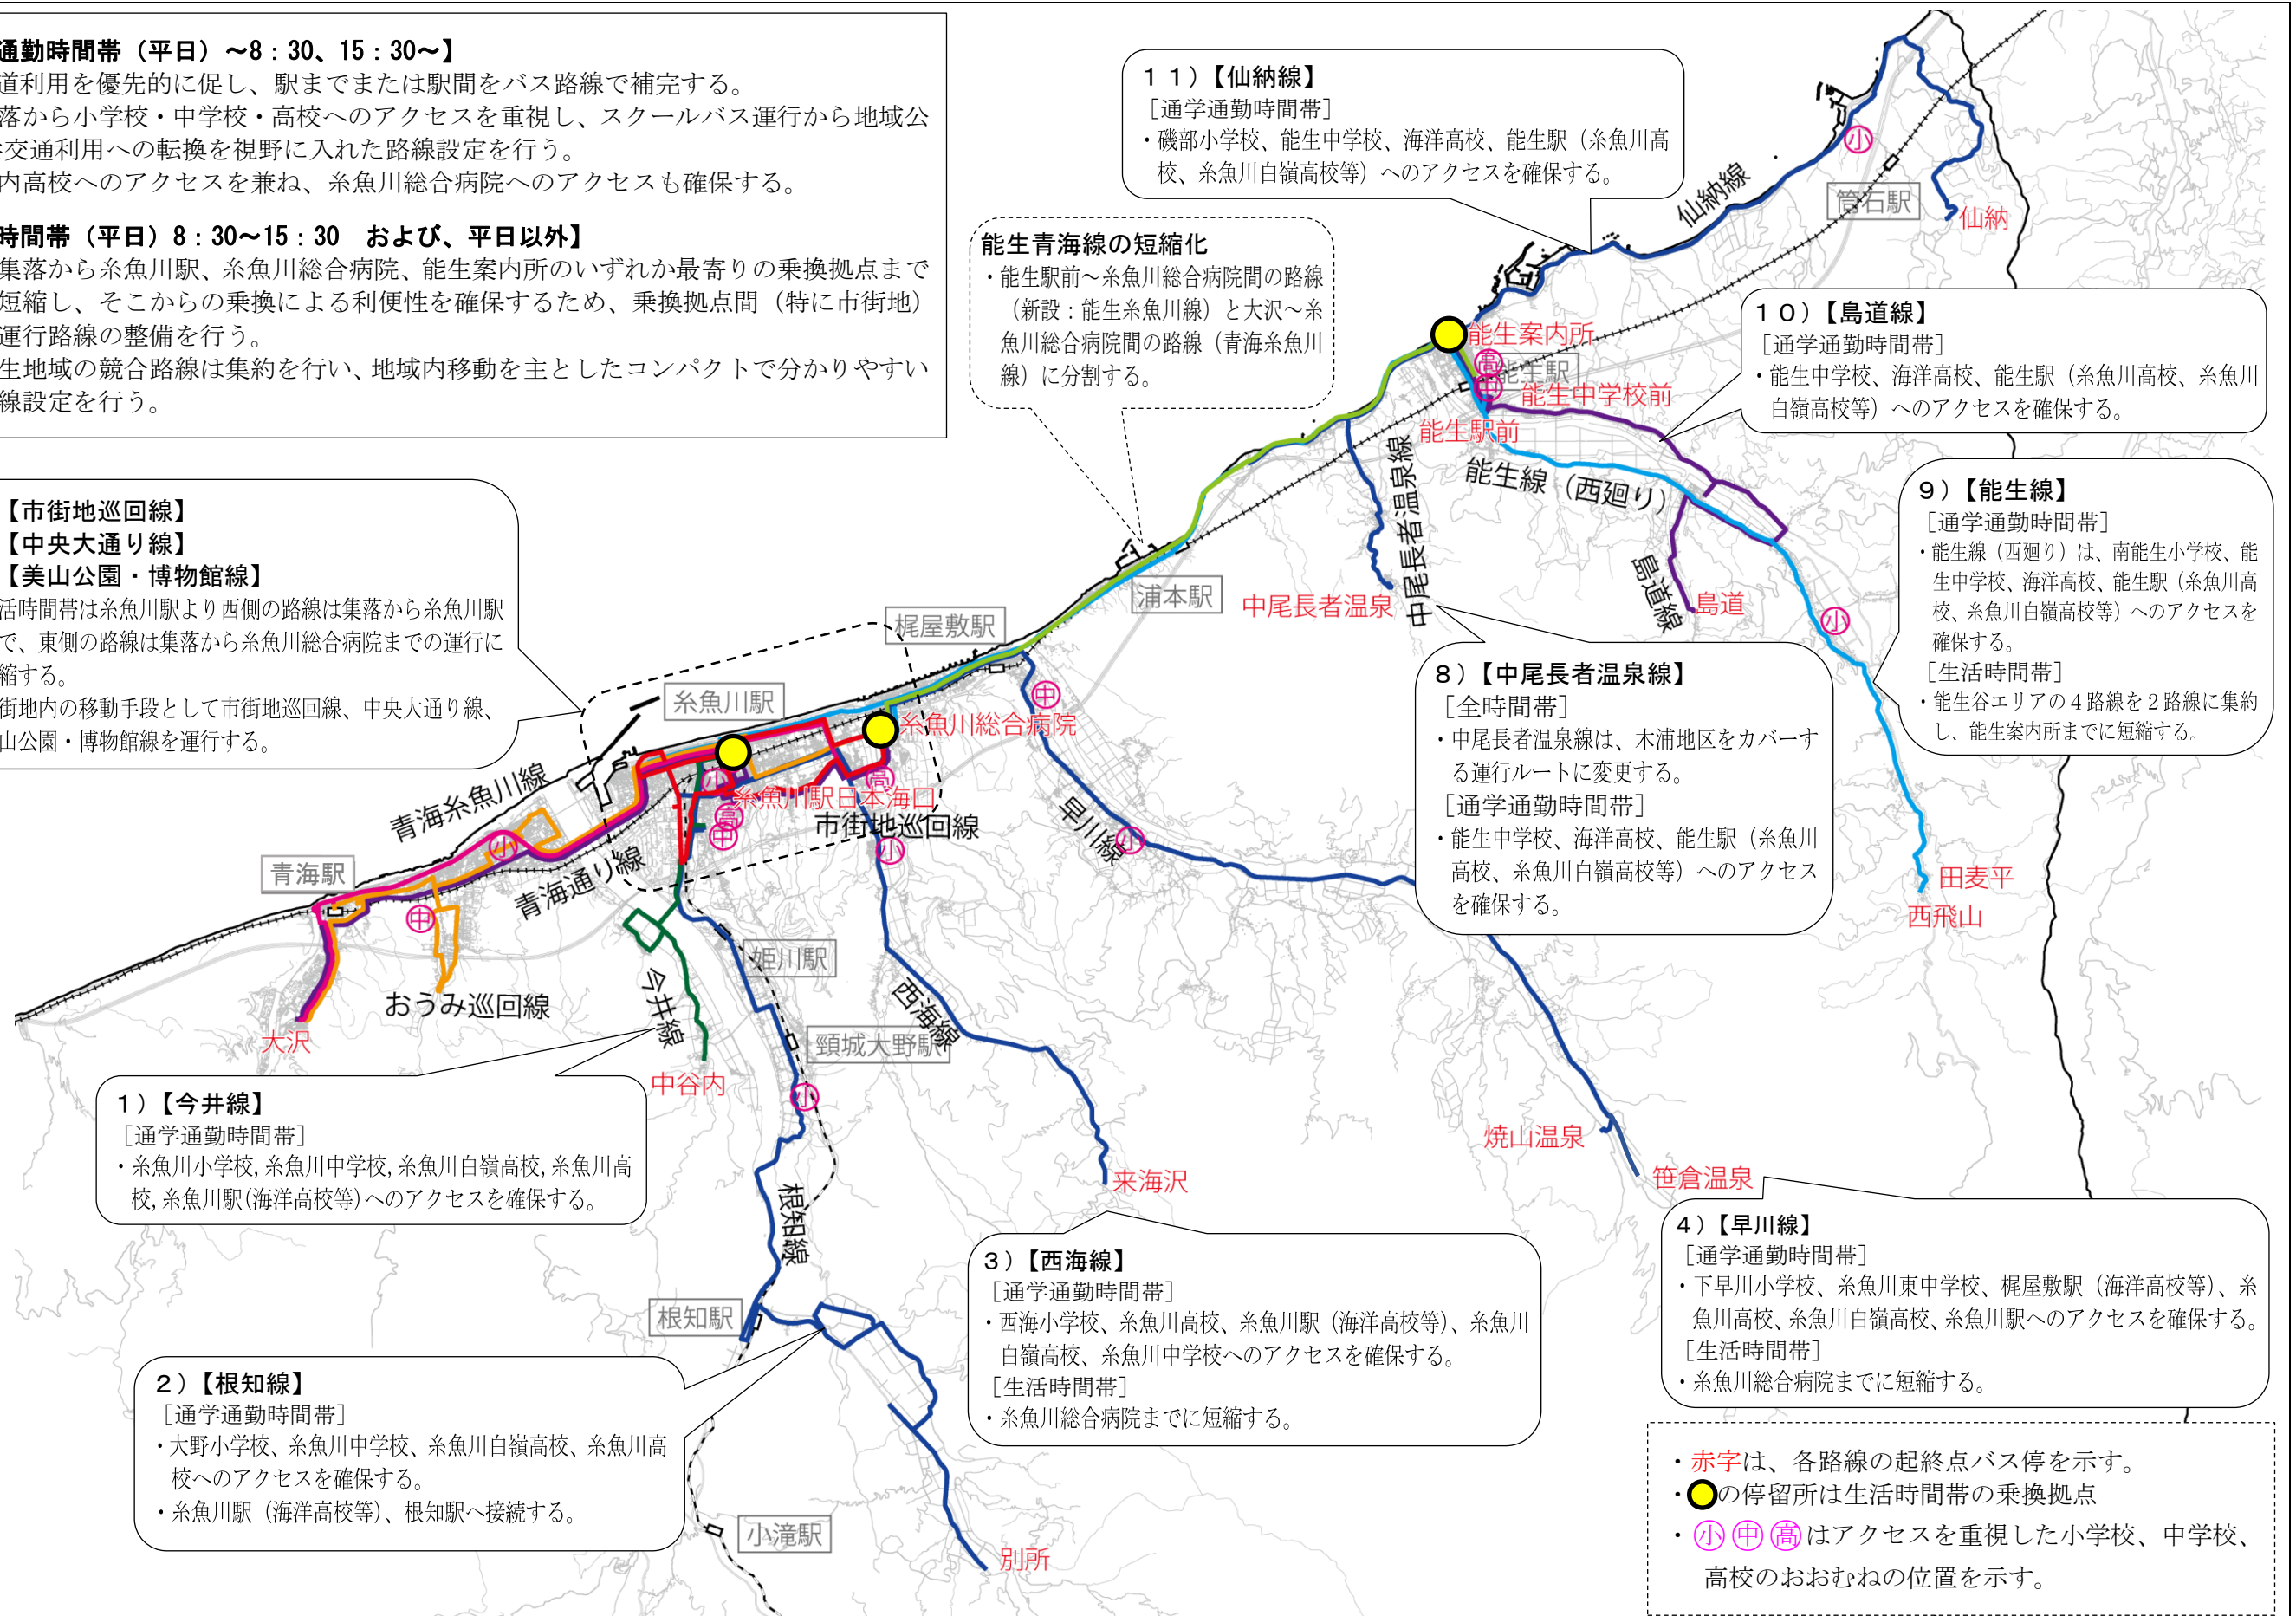 通勤時間帯（平日）～8：30、15：30～】
道利用を優先的に促し、駅までまたは駅間をバス路線で補完する。
落から小学校・中学校・高校へのアクセスを重視し、スクールバス運行から地域公
交通利用への転換を視野に入れた路線設定を行う。
内高校へのアクセスを兼ね、糸魚川総合病院へのアクセスも確保する。
時間帯（平日）8：30～15：30　および、平日以外】
集落から糸魚川駅、糸魚川総合病院、能生案内所のいずれか最寄りの乗換拠点まで
短縮し、そこからの乗換による利便性を確保するため、乗換拠点間（特に市街地）
運行路線の整備を行う。
生地域の競合路線は集約を行い、地域内移動を主としたコンパクトで分かりやすい
線設定を行う。
１１）【仙納線】
［通学通勤時間帯］
・磯部小学校、能生中学校、海洋高校、能生駅（糸魚川高
校、糸魚川白嶺高校等）へのアクセスを確保する。
能生青海線の短縮化
・能生駅前～糸魚川総合病院間の路線
（新設：能生糸魚川線）と大沢～糸
魚川総合病院間の路線（青海糸魚川
線）に分割する。
仙納線
小
筒石駅
仙納
１０）【島道線】
［通学通勤時間帯］
・能生中学校、海洋高校、能生駅（糸魚川高校、糸魚川
白嶺高校等）へのアクセスを確保する。
能生案内所
高
能生駅
中
能生中学校前
能生駅前
能生線（西廻り）
中尾長者温泉線
島道線
島道
中尾長者温泉
小
９）【能生線】
［通学通勤時間帯］
・能生線（西廻り）は、南能生小学校、能
生中学校、海洋高校、能生駅（糸魚川高
校、糸魚川白嶺高校等）へのアクセスを
確保する。
［生活時間帯］
・能生谷エリアの４路線を２路線に集約
し、能生案内所までに短縮する。
【市街地巡回線】
【中央大通り線】
【美山公園・博物館線】
活時間帯は糸魚川駅より西側の路線は集落から糸魚川駅
で、東側の路線は集落から糸魚川総合病院までの運行に
縮する。
街地内の移動手段として市街地巡回線、中央大通り線、
山公園・博物館線を運行する。
浦本駅
梶屋敷駅
糸魚川駅
中
糸魚川総合病院
８）【中尾長者温泉線】
［全時間帯］
・中尾長者温泉線は、木浦地区をカバーす
る運行ルートに変更する。
［通学通勤時間帯］
・能生中学校、海洋高校、能生駅（糸魚川
高校、糸魚川白嶺高校等）へのアクセス
を確保する。
小
高
糸魚川駅日本海口
高
中
市街地巡回線
小
早川線
小
青海糸魚川線
小
青海通り線
青海駅
中
田麦平
西飛山
おうみ巡回線
大沢
今井線
姫川駅
西海線
頸城大野駅
中谷内
小
１）【今井線】
［通学通勤時間帯］
・糸魚川小学校,糸魚川中学校,糸魚川白嶺高校,糸魚川高
校,糸魚川駅(海洋高校等)へのアクセスを確保する。
焼山温泉
笹倉温泉
来海沢
根知線
根知駅
３）【西海線】
［通学通勤時間帯］
・西海小学校、糸魚川高校、糸魚川駅（海洋高校等）、糸魚川
白嶺高校、糸魚川中学校へのアクセスを確保する。
［生活時間帯］
・糸魚川総合病院までに短縮する。
４）【早川線】
［通学通勤時間帯］
・下早川小学校、糸魚川東中学校、梶屋敷駅（海洋高校等）、糸
魚川高校、糸魚川白嶺高校、糸魚川駅へのアクセスを確保する。
［生活時間帯］
・糸魚川総合病院までに短縮する。
２）【根知線】
［通学通勤時間帯］
・大野小学校、糸魚川中学校、糸魚川白嶺高校、糸魚川高
校へのアクセスを確保する。
・糸魚川駅（海洋高校等）、根知駅へ接続する。
小滝駅
別所
・赤字は、各路線の起終点バス停を示す。
・の停留所は生活時間帯の乗換拠点
・小中高はアクセスを重視した小学校、中学校、
高校のおおむねの位置を示す。